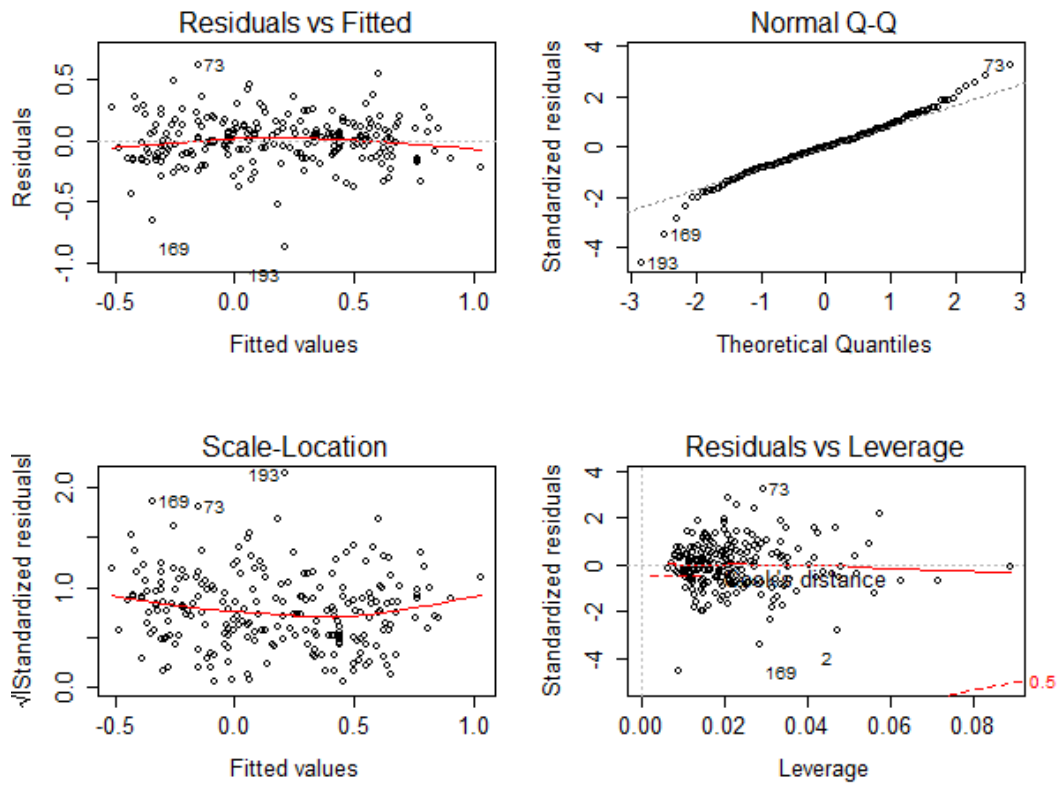 Residuals vs Fitted
Residuals
0.5
0.0
-0.5
-1.0
73
169
193
-0.5 0.0 0.5 1.0
Fitted values
Normal Q-Q
Standardized residuals
4
2
0
-2
-4
73
169
193
-3 -2 -1 0 1 2 3
Theoretical Quantiles
Scale-Location
√|Standardized residuals|
2.0
1.0
0.0
193
169
73
-0.5 0.0 0.5 1.0
Fitted values
Residuals vs Leverage
Standardized residuals
4
2
0
-2
-4
73
Cook's distance
2
169
0.5
0.00 0.02 0.04 0.06 0.08
Leverage